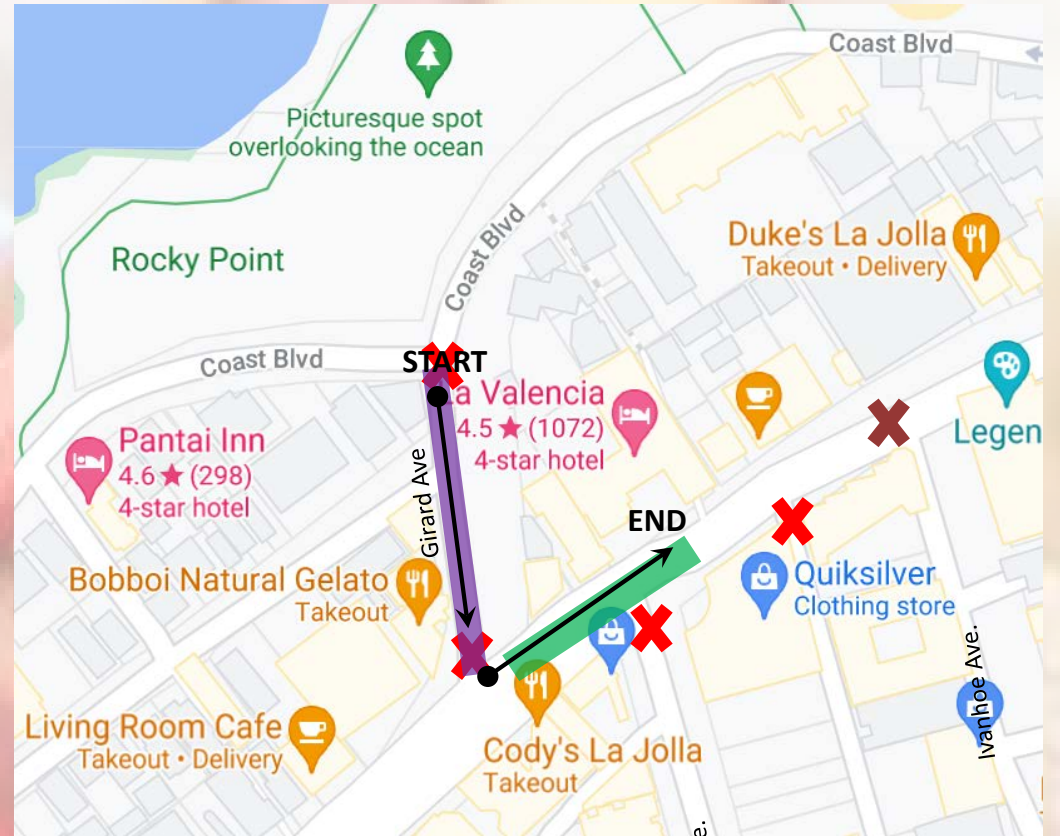 Coast Blvd
Picturesque spot
overlooking the ocean
Coast Blvd
Duke's La Jolla
Takeout • Delivery
Rocky Point
Coast Blvd
START
La Valencia
4.5 ★ (1072)
4-star hotel
Legen
Pantai Inn
4.6 ★ (298)
4-star hotel
Girard Ave
END
Bobboi Natural Gelato
Takeout
Quiksilver
Clothing store
Ivanhoe Ave.
Living Room Cafe
Takeout • Delivery
Cody's La Jolla
Takeout
e.